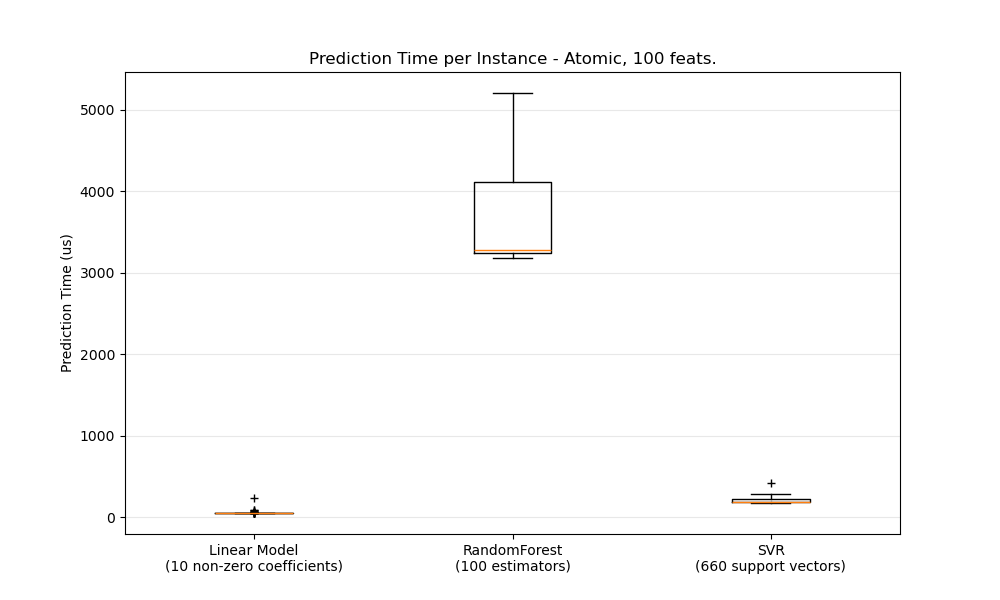 Prediction Time per Instance - Atomic, 100 feats.
Prediction Time (us)
5000
4000
3000
2000
1000
0
Linear Model
(10 non-zero coefficients)
RandomForest
(100 estimators)
SVR
(660 support vectors)